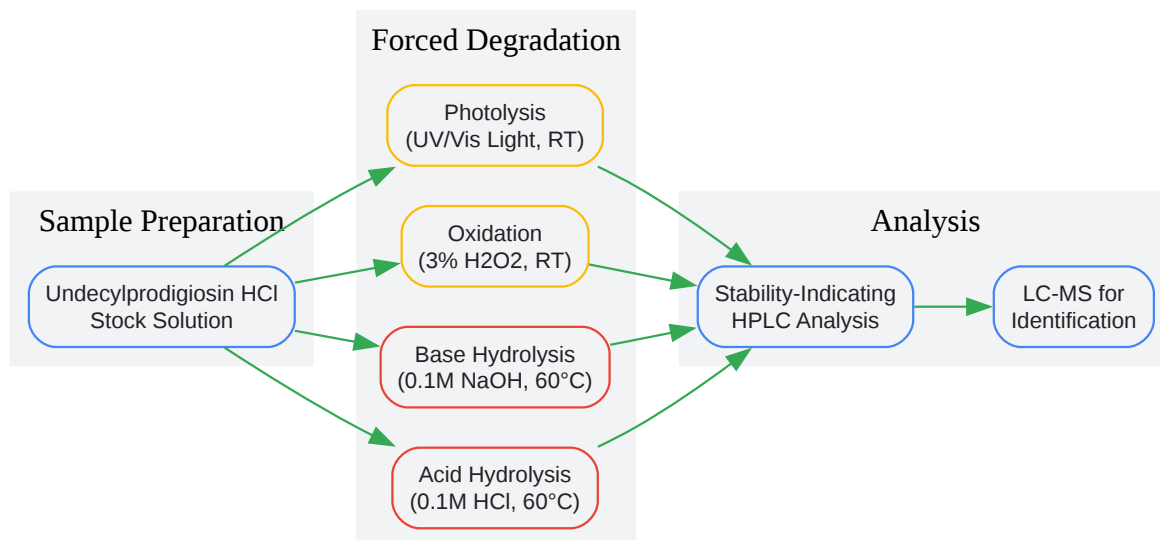 Forced Degradation
Photolysis
(UV/Vis Light, RT)
Sample Preparation
Analysis
Oxidation
(3% H2O2, RT)
Undecylprodigiosin HCl
Stock Solution
Stability-Indicating
HPLC Analysis
LC-MS for
Identification
Base Hydrolysis
(0.1M NaOH, 60°C)
Acid Hydrolysis
(0.1M HCl, 60°C)